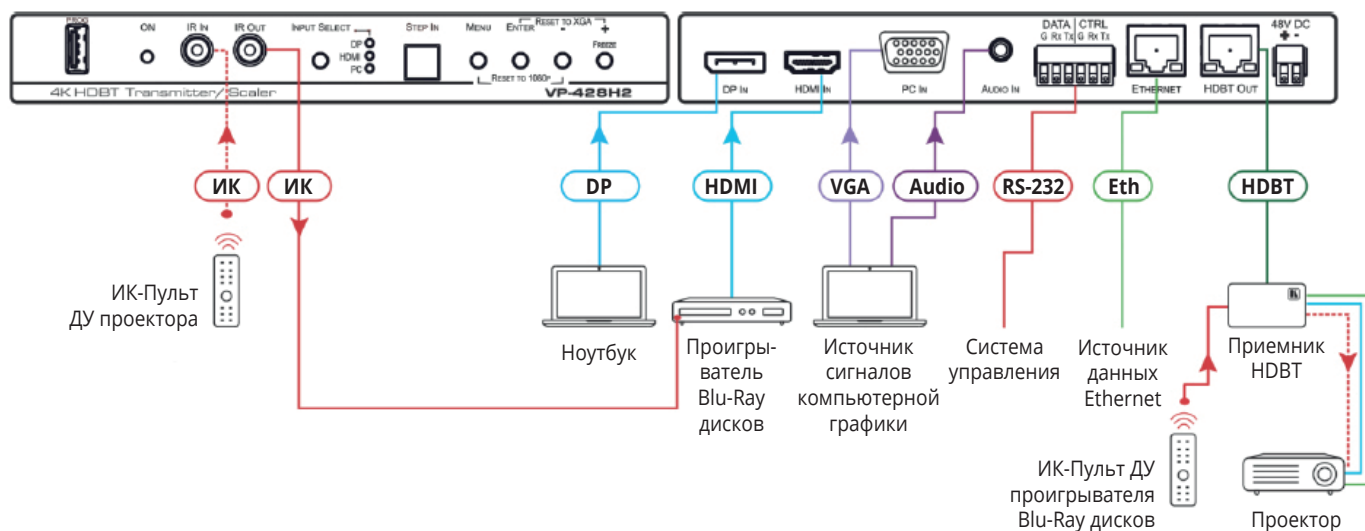 PROG
ON
IR IN
IR OUT
INPUT SELECT
DP
HDMI
PC
STEP IN
MENU
ENTER
RESET TO XGA
-
+
FREEZE
RESET TO 1080P
4K HDBT Transmitter/Scaler
VP-428H2
DP IN
HDMI IN
PC IN
AUDIO IN
DATA
CTRL
G Rx Tx G Rx Tx
ETHERNET
HDBT OUT
48V DC
+ -
ИК
ИК
DP
HDMI
VGA
Audio
RS-232
Eth
HDBT
ИК-Пульт
ДУ проектора
Ноутбук
Проигры-
ватель
Blu-Ray
дисков
Источник
сигналов
компьютерной
графики
Система
управления
Источник
данных
Ethernet
Приемник
HDBT
ИК-Пульт ДУ
проигрывателя
Blu-Ray дисков
Проектор